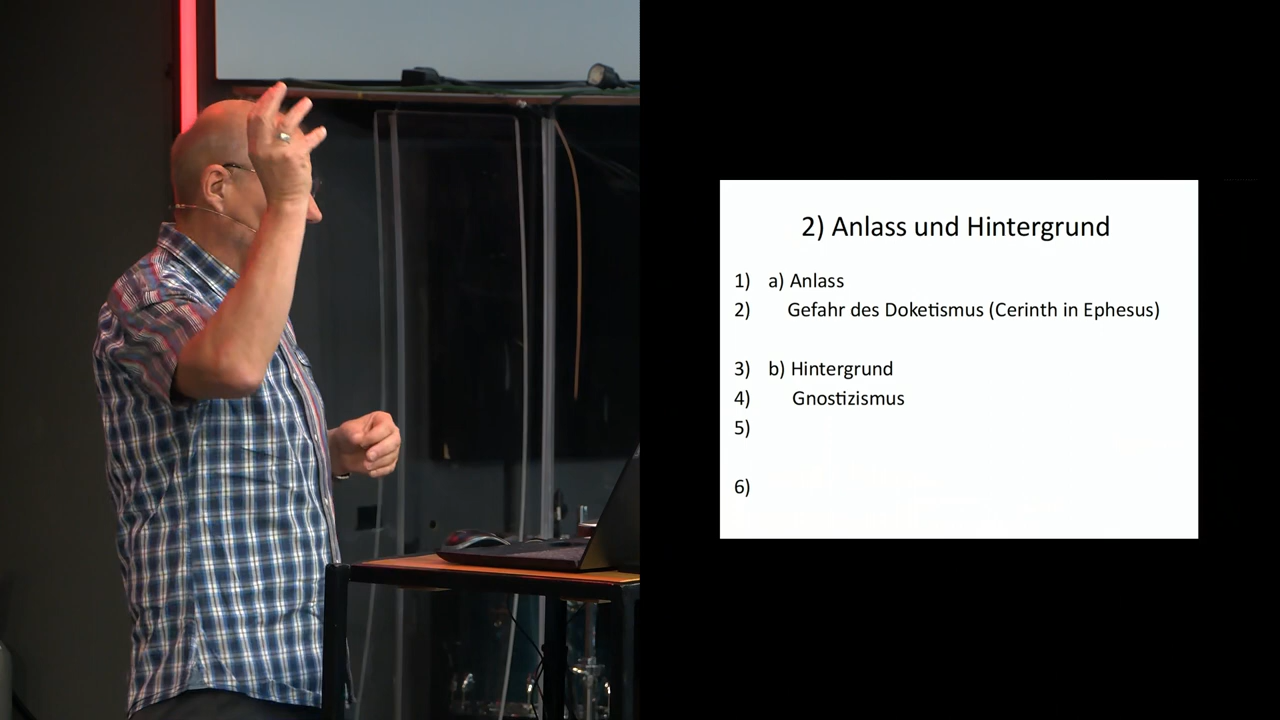 2) Anlass und Hintergrund
1) a) Anlass
2) Gefahr des Doketismus (Cerinth in Ephesus)
3) b) Hintergrund
4) Gnostizismus
5)
6)